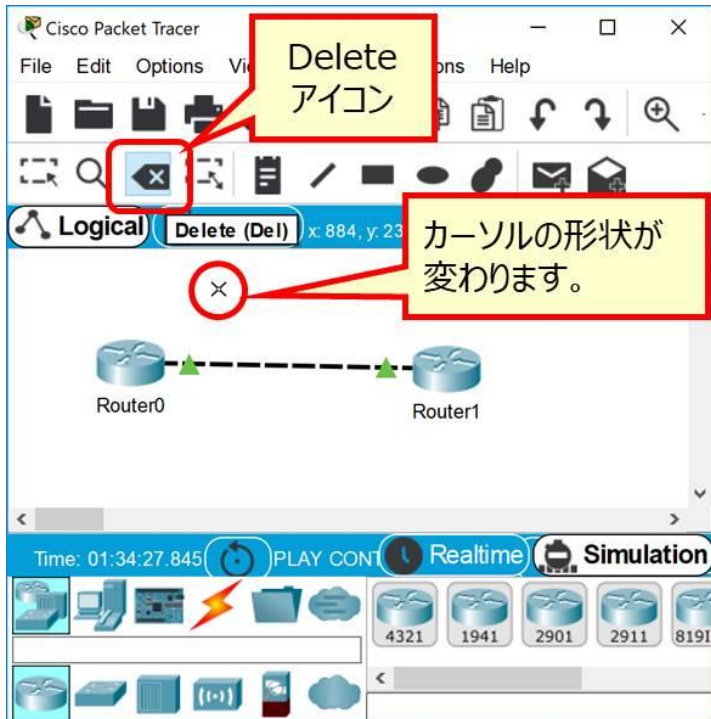 Cisco Packet Tracer
File Edit Options Vi ons Help
Delete
アイコン
Logical
Delete (Del)
x: 884, y: 23
カーソルの形状が
変わります。
Router0
Router1
Time: 01:34:27.845
PLAY CONT
Realtime
Simulation
4321 1941 2901 2911 819I